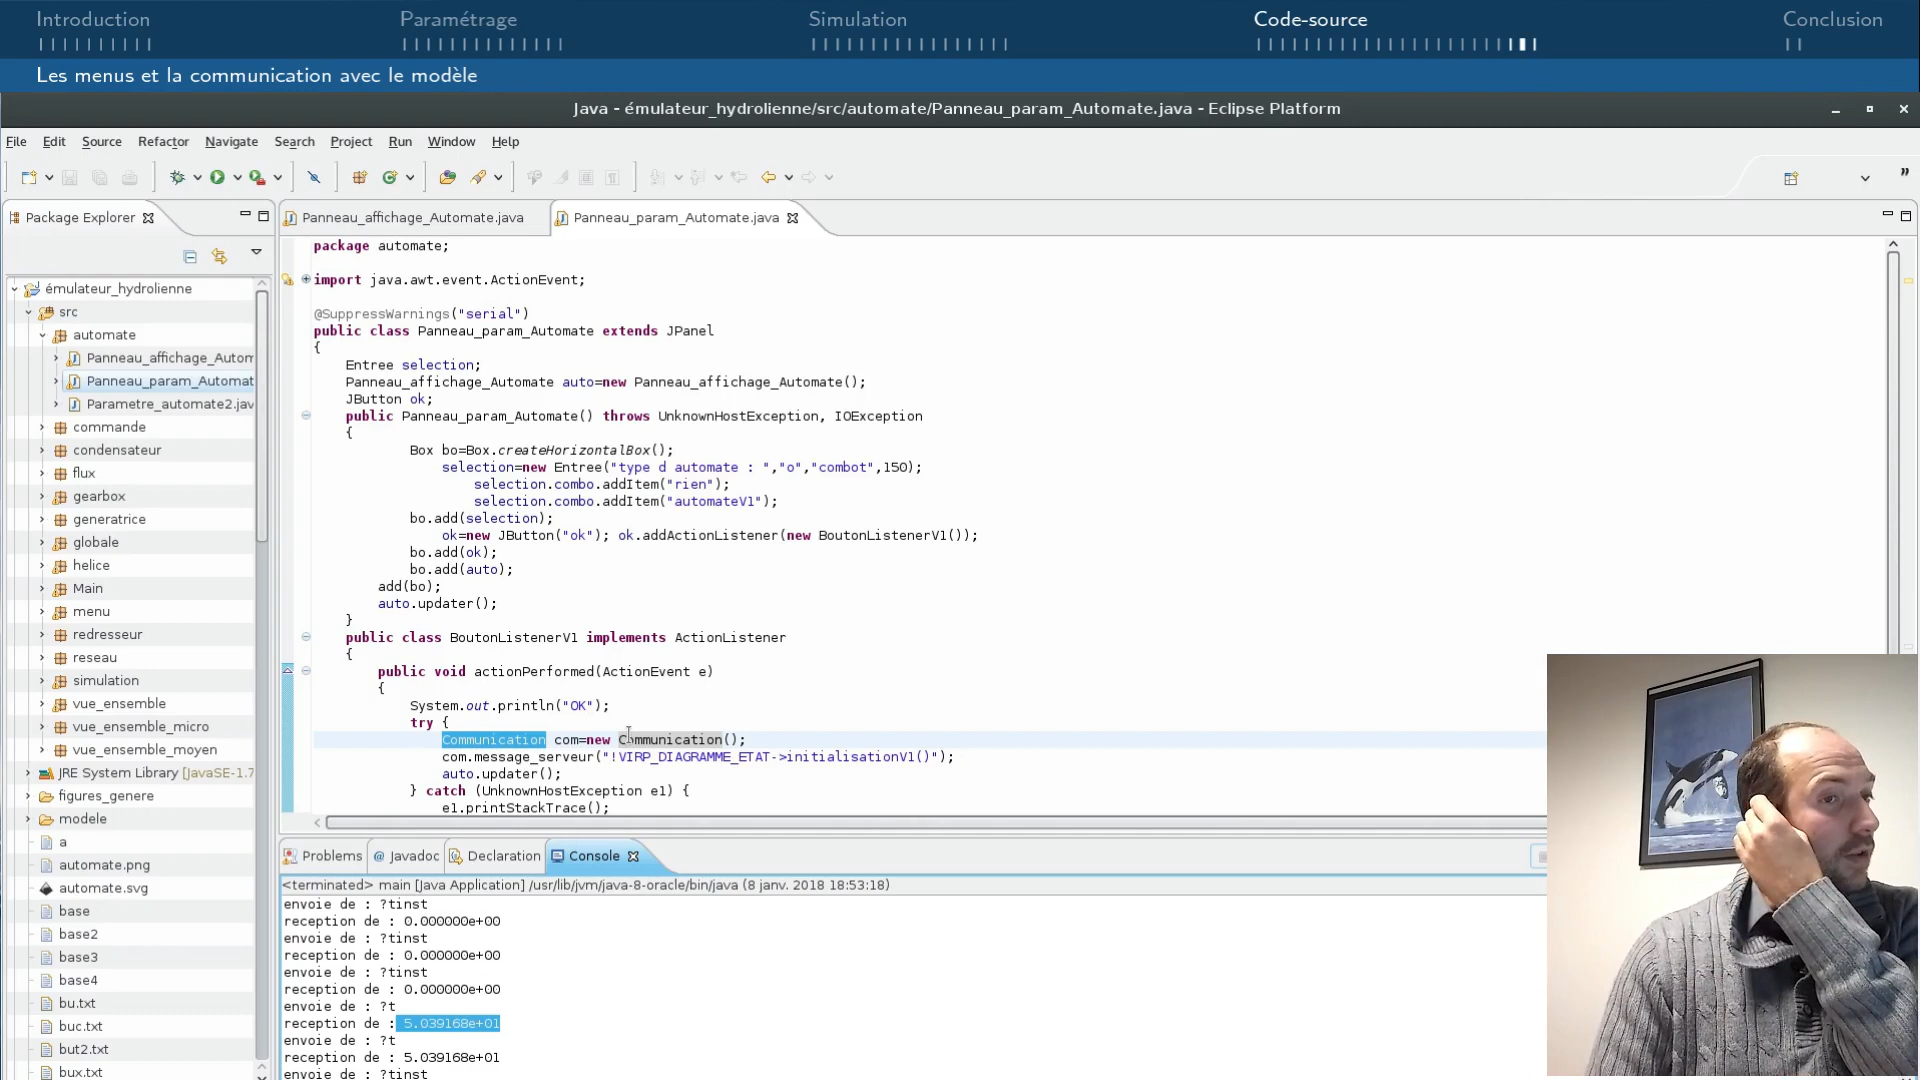 Introduction
Paramétrage
Simulation
Code-source
Conclusion
Les menus et la communication avec le modèle
Java - émulateur_hydrolienne/src/automate/Panneau_param_Automate.java - Eclipse Platform
File Edit Source Refactor Navigate Search Project Run Window Help
Package Explorer
Panneau_affichage_Automate.java
Panneau_param_Automate.java
émulateur_hydrolienne
src
automate
Panneau_affichage_Autom
Panneau_param_Automat
Parametre_automate2.jav
commande
condensateur
flux
gearbox
generatrice
globale
helice
Main
menu
redresseur
reseau
simulation
vue_ensemble
vue_ensemble_micro
vue_ensemble_moyen
JRE System Library [JavaSE-1.7
figures_genere
modele
a
automate.png
automate.svg
base
base2
base3
base4
bu.txt
buc.txt
but2.txt
bux.txt
package automate;
import java.awt.event.ActionEvent;
@SuppressWarnings("serial")
public class Panneau_param_Automate extends JPanel
{
Entree selection;
Panneau_affichage_Automate auto=new Panneau_affichage_Automate();
JButton ok;
public Panneau_param_Automate() throws UnknownHostException, IOException
{
Box bo=Box.createHorizontalBox();
selection=new Entree("type d automate : ","o","combot",150);
selection.combo.addItem("rien");
selection.combo.addItem("automateV1");
bo.add(selection);
ok=new JButton("ok"); ok.addActionListener(new BoutonListenerV1());
bo.add(ok);
bo.add(auto);
add(bo);
auto.updater();
}
public class BoutonListenerV1 implements ActionListener
{
public void actionPerformed(ActionEvent e)
{
System.out.println("OK");
try {
Communication com=new Communication();
com.message_serveur("!VIRP_DIAGRAMME_ETAT->initialisationV1()");
auto.updater();
} catch (UnknownHostException e1) {
e1.printStackTrace();
Problems
Javadoc
Declaration
Console
<terminated> main [Java Application] /usr/lib/jvm/java-8-oracle/bin/java (8 janv. 2018 18:53:18)
envoie de : ?tinst
reception de : 0.000000e+00
envoie de : ?tinst
reception de : 0.000000e+00
envoie de : ?tinst
reception de : 0.000000e+00
envoie de : ?t
reception de : 5.039168e+01
envoie de : ?t
reception de : 5.039168e+01
envoie de : ?tinst